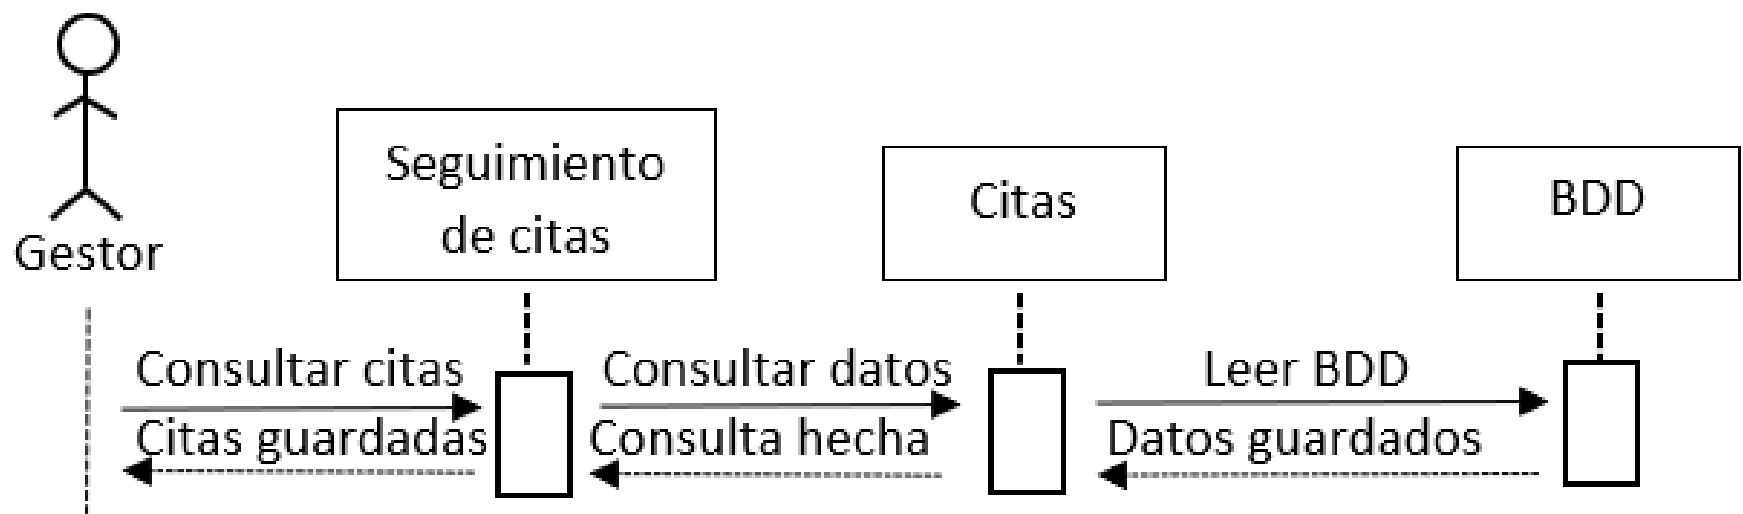 Seguimiento
de citas
Citas
BDD
Gestor
Consultar citas
Consultar datos
Leer BDD
Citas guardadas
Consulta hecha
Datos guardados